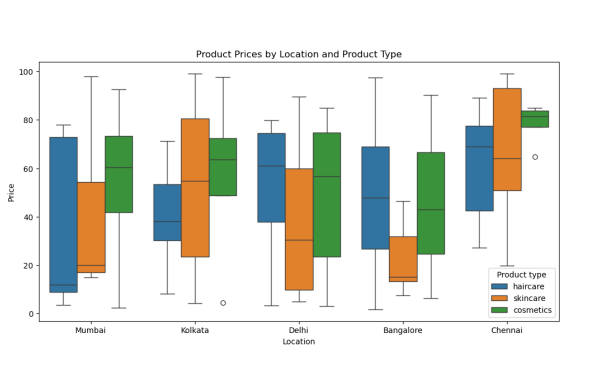 Product Prices by Location and Product Type
100
80
60
40
20
0
Price
Mumbai Kolkata Delhi Bangalore Chennai
Location
Product type
haircare
skincare
cosmetics